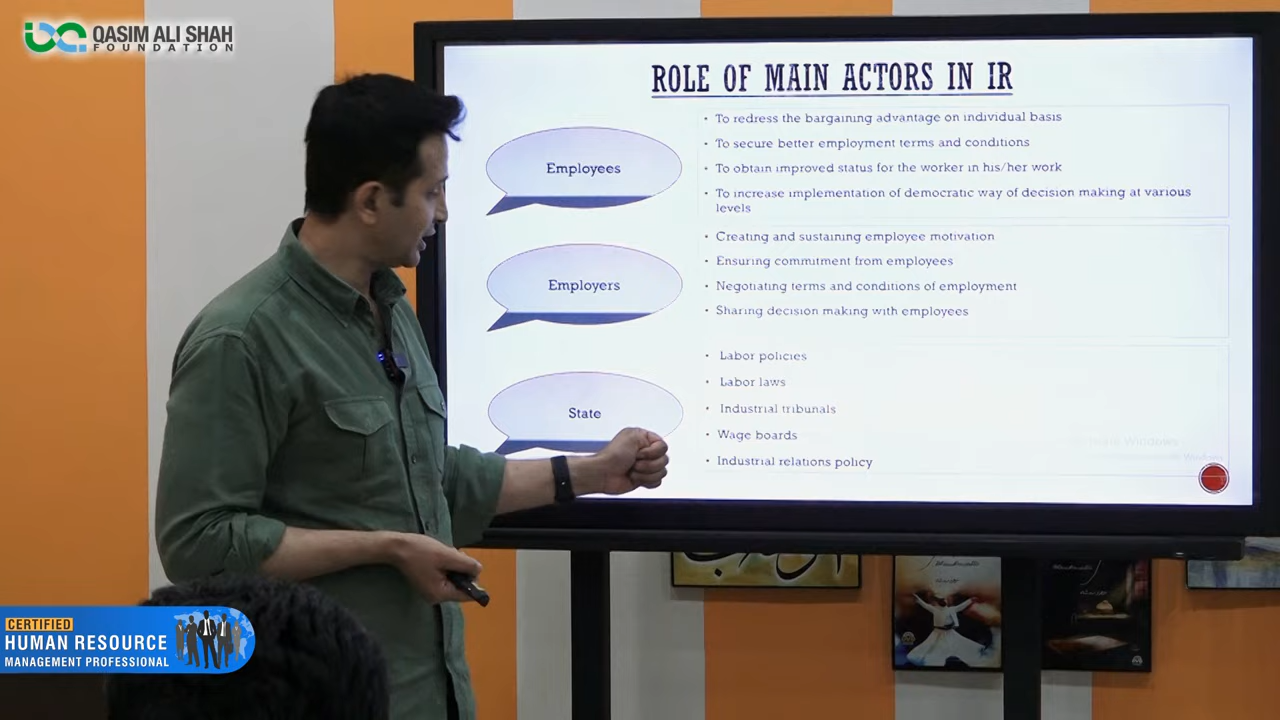 QASIM ALI SHAH
FOUNDATION
ROLE OF MAIN ACTORS IN IR
Employees
• To redress the bargaining advantage on individual basis
• To secure better employment terms and conditions
• To obtain improved status for the worker in his/her work
• To increase implementation of democratic way of decision making at various
levels
Employers
• Creating and sustaining employee motivation
• Ensuring commitment from employees
• Negotiating terms and conditions of employment
• Sharing decision making with employees
State
• Labor policies
• Labor laws
• Industrial tribunals
• Wage boards
• Industrial relations policy
Windows
CERTIFIED
HUMAN RESOURCE
MANAGEMENT PROFESSIONAL